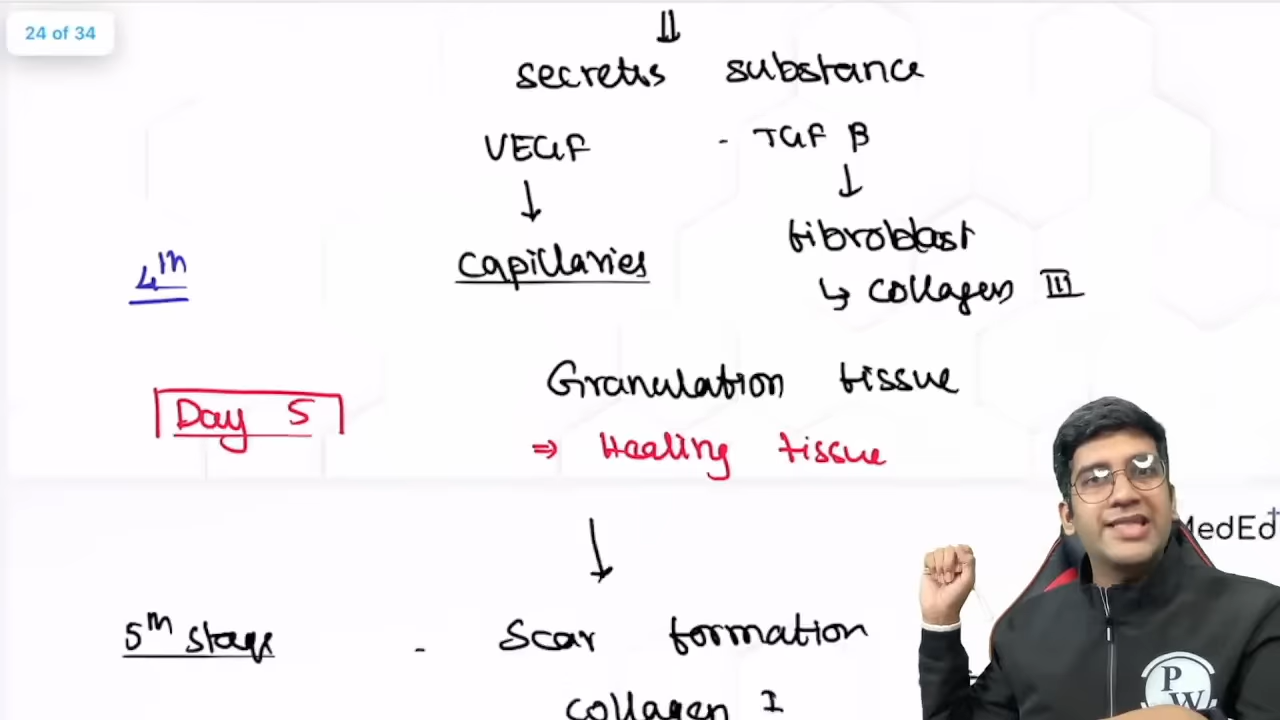 24 of 34
secretes substance
VEGF - TGF β
capillaries
fibroblast
4th
↳ collagen III
Granulation tissue
Day 5
⇒ Healing tissue
MedEd
5th stage - Scar formation
collagen I
PW